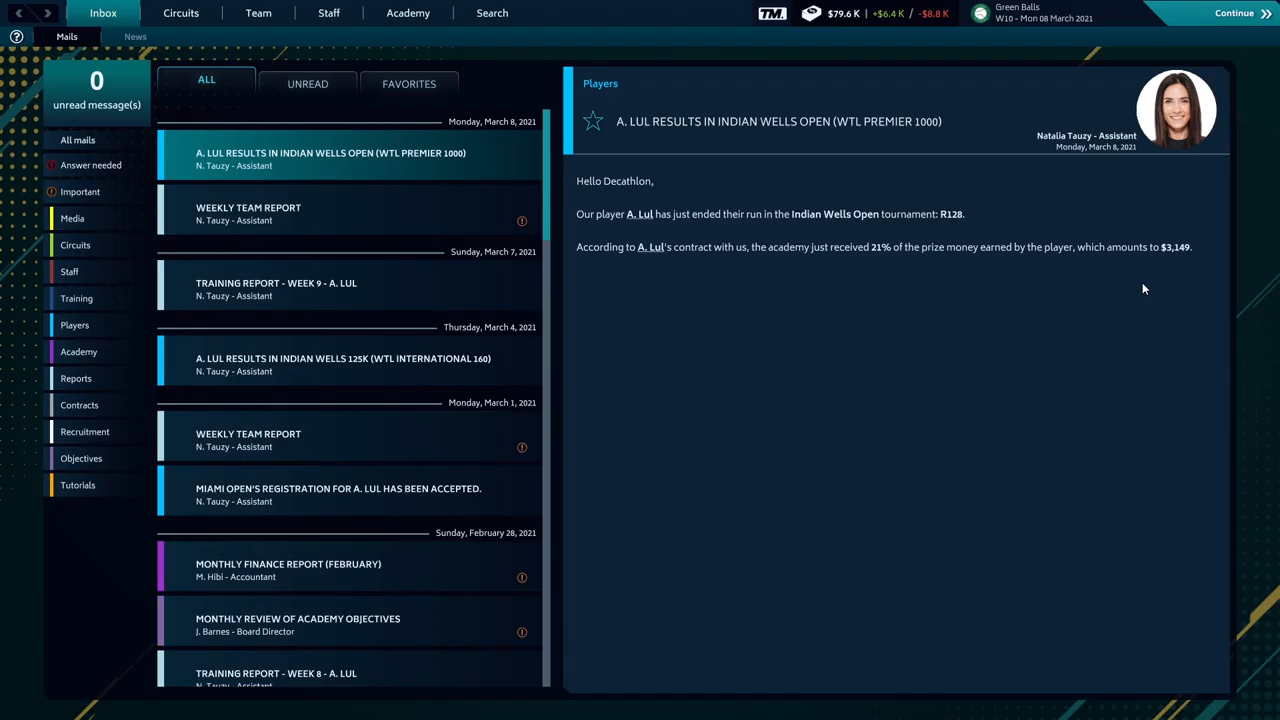 Inbox
Circuits
Team
Staff
Academy
Search
TM.
$79.6 K
+$6.4 K
/
-$8.8 K
Green Balls
W10 - Mon 08 March 2021
Continue
?
Mails
News
0
unread message(s)
All mails
Answer needed
Important
Media
Circuits
Staff
Training
Players
Academy
Reports
Contracts
Recruitment
Objectives
Tutorials
ALL
UNREAD
FAVORITES
Monday, March 8, 2021
A. LUL RESULTS IN INDIAN WELLS OPEN (WTL PREMIER 1000)
N. Tauzy - Assistant
WEEKLY TEAM REPORT
N. Tauzy - Assistant
Sunday, March 7, 2021
TRAINING REPORT - WEEK 9 - A. LUL
N. Tauzy - Assistant
Thursday, March 4, 2021
A. LUL RESULTS IN INDIAN WELLS 125K (WTL INTERNATIONAL 160)
N. Tauzy - Assistant
Monday, March 1, 2021
WEEKLY TEAM REPORT
N. Tauzy - Assistant
MIAMI OPEN'S REGISTRATION FOR A. LUL HAS BEEN ACCEPTED.
N. Tauzy - Assistant
Sunday, February 28, 2021
MONTHLY FINANCE REPORT (FEBRUARY)
M. Hibi - Accountant
MONTHLY REVIEW OF ACADEMY OBJECTIVES
J. Barnes - Board Director
TRAINING REPORT - WEEK 8 - A. LUL
N. Tauzy - Assistant
Players
A. LUL RESULTS IN INDIAN WELLS OPEN (WTL PREMIER 1000)
Natalia Tauzy - Assistant
Monday, March 8, 2021
Hello Decathlon,
Our player A. Lul has just ended their run in the Indian Wells Open tournament: R128.
According to A. Lul's contract with us, the academy just received 21% of the prize money earned by the player, which amounts to $3,149.